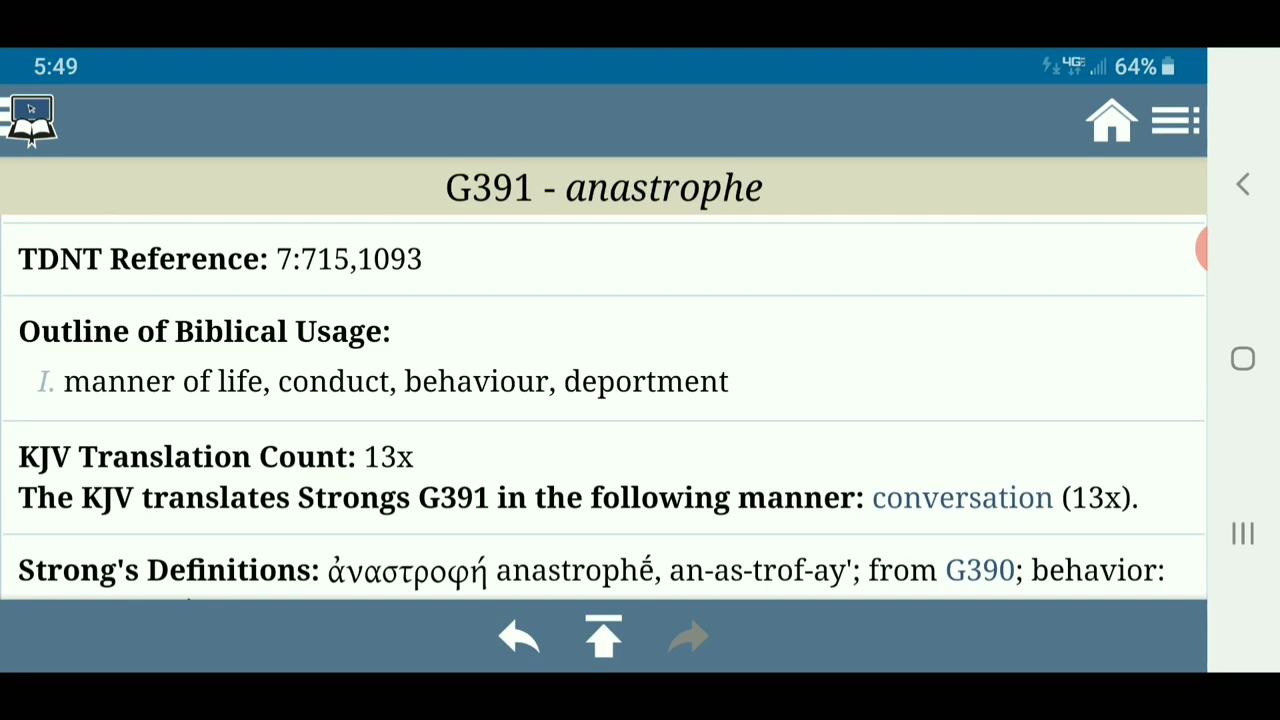 5:49
4G
64%
G391 - anastrophe
TDNT Reference: 7:715,1093
Outline of Biblical Usage:
I. manner of life, conduct, behaviour, deportment
KJV Translation Count: 13x
The KJV translates Strongs G391 in the following manner: conversation (13x).
Strong's Definitions: ἀναστροφή anastrophḗ, an-as-trof-ay'; from G390; behavior: